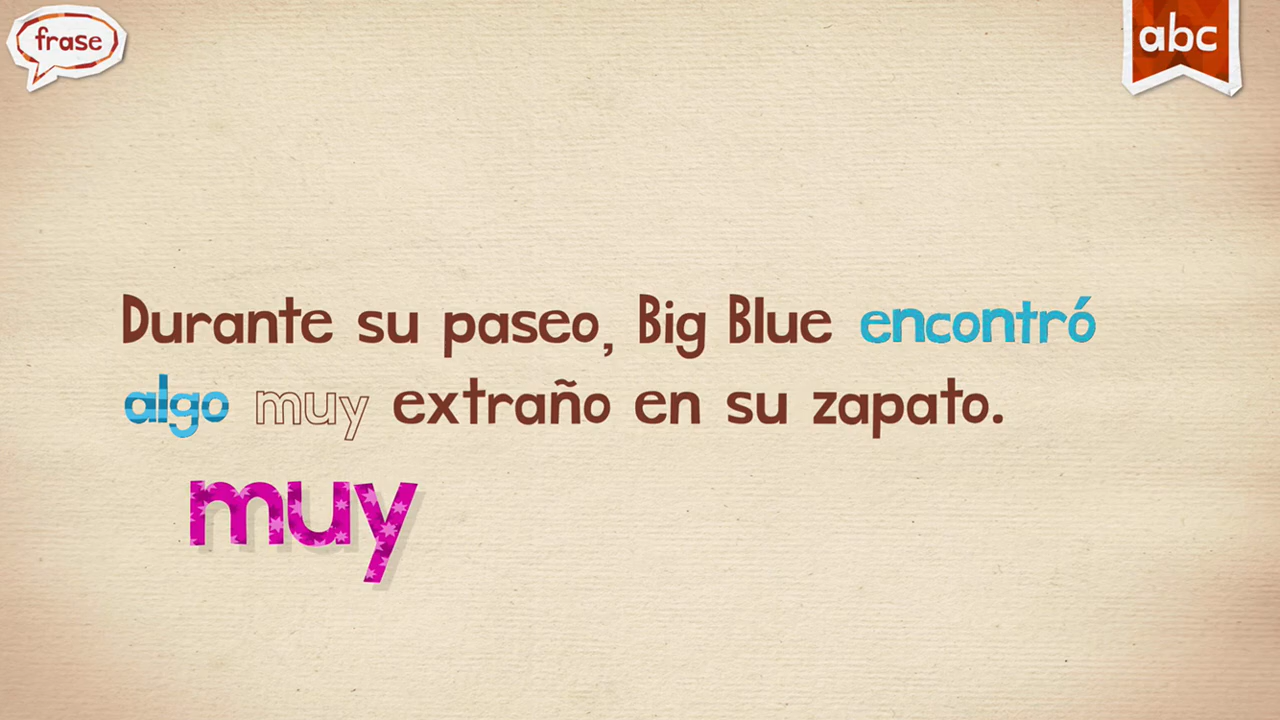 frase
abc
Durante su paseo, Big Blue encontró
algo muy extraño en su zapato.
muy